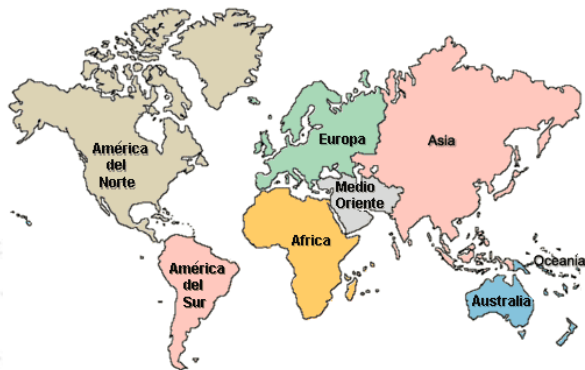 América
del
Norte
Europa
Asia
Medio
Oriente
Africa
América
del
Sur
Oceanía
Australia